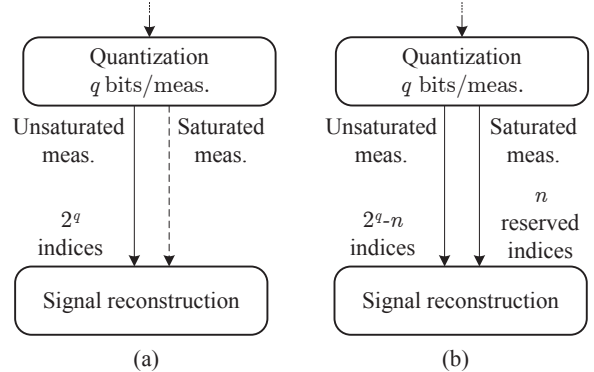 Quantization
q bits/meas.
Unsaturated
meas.
Saturated
meas.
2^q
indices
Signal reconstruction
(a)
Quantization
q bits/meas.
Unsaturated
meas.
Saturated
meas.
2^q-n
indices
n
reserved
indices
Signal reconstruction
(b)